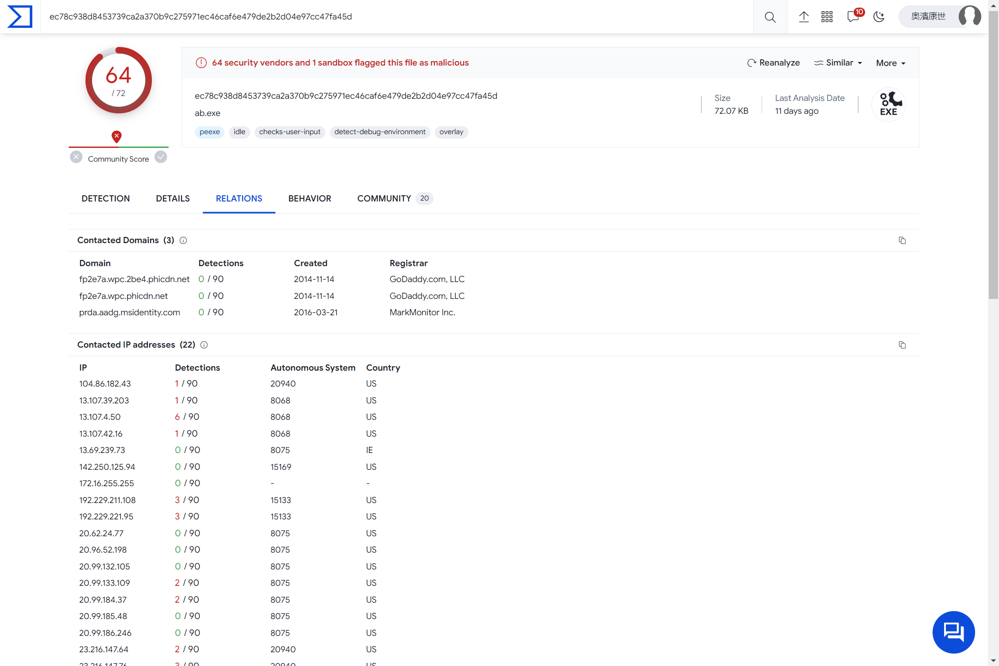 ec78c938d8453739ca2a370b9c275971ec46caf6e479de2b2d04e97cc47fa45d
10
奥濱康世
64
/ 72
Community Score
64 security vendors and 1 sandbox flagged this file as malicious
Reanalyze
Similar
More
ec78c938d8453739ca2a370b9c275971ec46caf6e479de2b2d04e97cc47fa45d
ab.exe
peexe idle checks-user-input detect-debug-environment overlay
Size
72.07 KB
Last Analysis Date
11 days ago
EXE
DETECTION DETAILS RELATIONS BEHAVIOR COMMUNITY 20
Contacted Domains (3)
Domain Detections Created Registrar
fp2e7a.wpc.2be4.phicdn.net 0 / 90 2014-11-14 GoDaddy.com, LLC
fp2e7a.wpc.phicdn.net 0 / 90 2014-11-14 GoDaddy.com, LLC
prda.aadg.msidentity.com 0 / 90 2016-03-21 MarkMonitor Inc.
Contacted IP addresses (22)
IP Detections Autonomous System Country
104.86.182.43 1 / 90 20940 US
13.107.39.203 1 / 90 8068 US
13.107.4.50 6 / 90 8068 US
13.107.42.16 1 / 90 8068 US
13.69.239.73 0 / 90 8075 IE
142.250.125.94 0 / 90 15169 US
172.16.255.255 0 / 90 - -
192.229.211.108 3 / 90 15133 US
192.229.221.95 3 / 90 15133 US
20.62.24.77 0 / 90 8075 US
20.96.52.198 0 / 90 8075 US
20.99.132.105 0 / 90 8075 US
20.99.133.109 2 / 90 8075 US
20.99.184.37 2 / 90 8075 US
20.99.185.48 0 / 90 8075 US
20.99.186.246 0 / 90 8075 US
23.216.147.64 2 / 90 20940 US
23.216.147.76 3 / 90 20940 US